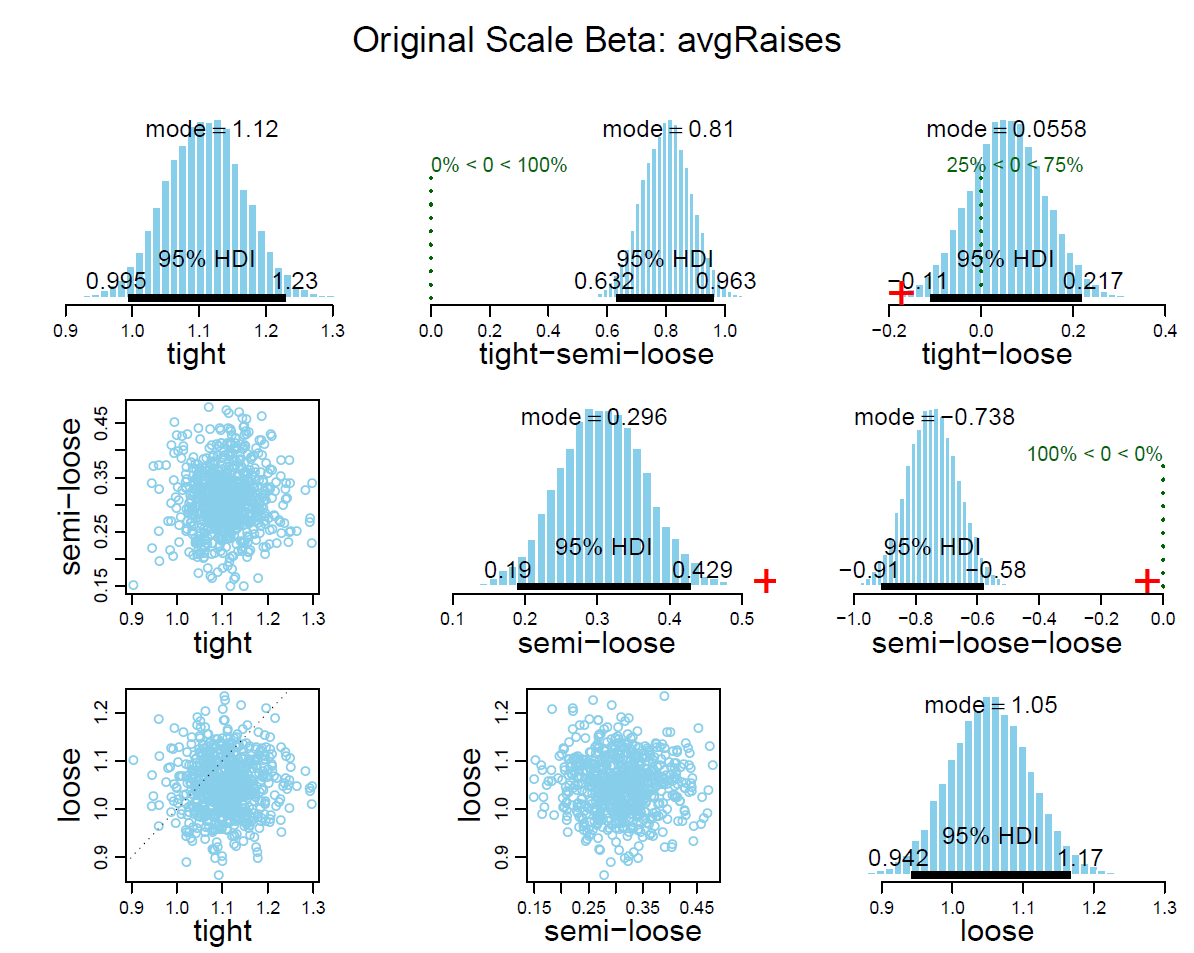 Original Scale Beta: avgRaises
mode = 1.12
95% HDI
0.995 1.23
0.9 1.0 1.1 1.2 1.3
tight
mode = 0.81
0% < 0 < 100%
95% HDI
0.632 0.963
0.0 0.2 0.4 0.6 0.8 1.0
tight−semi−loose
mode = 0.0558
25% < 0 < 75%
95% HDI
−0.11 0.217
−0.2 0.0 0.2 0.4
tight−loose
semi−loose
0.15 0.25 0.35 0.45
0.9 1.0 1.1 1.2 1.3
tight
mode = 0.296
95% HDI
0.19 0.429
0.1 0.2 0.3 0.4 0.5
semi−loose
mode = −0.738
100% < 0 < 0%
95% HDI
−0.91 −0.58
−1.0 −0.8 −0.6 −0.4 −0.2 0.0
semi−loose−loose
loose
0.9 1.0 1.1 1.2
0.9 1.0 1.1 1.2 1.3
tight
loose
0.9 1.0 1.1 1.2
0.15 0.25 0.35 0.45
semi−loose
mode = 1.05
95% HDI
0.942 1.17
0.9 1.0 1.1 1.2 1.3
loose